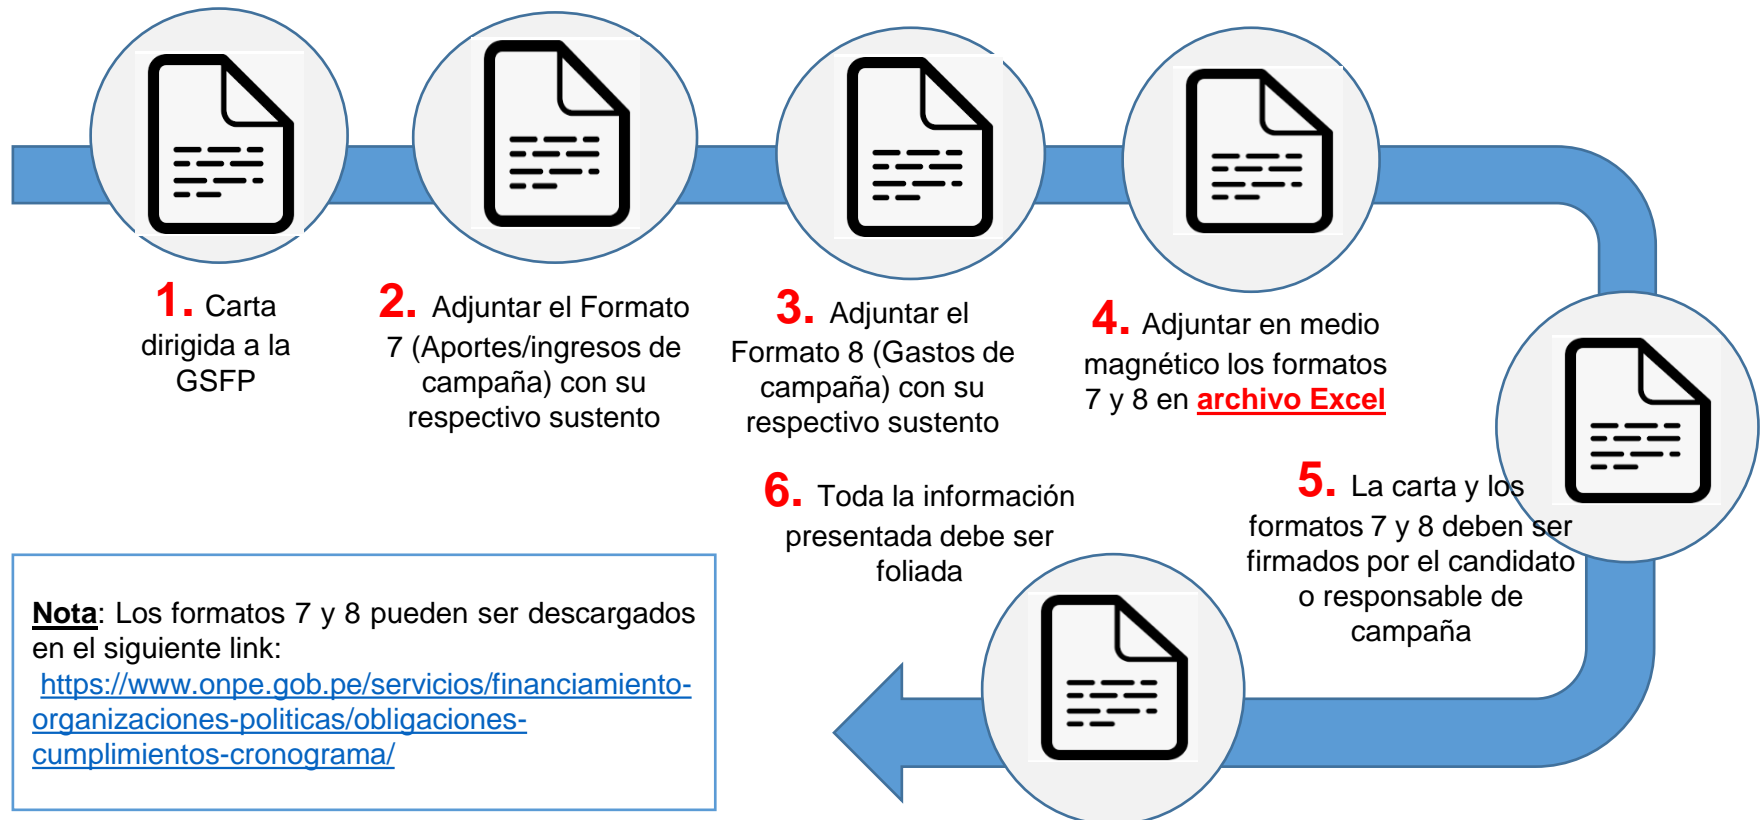 1. Carta
dirigida a la
GSFP
2. Adjuntar el Formato
7 (Aportes/ingresos de
campaña) con su
respectivo sustento
3. Adjuntar el
Formato 8 (Gastos de
campaña) con su
respectivo sustento
4. Adjuntar en medio
magnético los formatos
7 y 8 en archivo Excel
5. La carta y los
formatos 7 y 8 deben ser
firmados por el candidato
o responsable de
campaña
6. Toda la información
presentada debe ser
foliada
Nota: Los formatos 7 y 8 pueden ser descargados
en el siguiente link:
https://www.onpe.gob.pe/servicios/financiamiento-
organizaciones-politicas/obligaciones-
cumplimientos-cronograma/